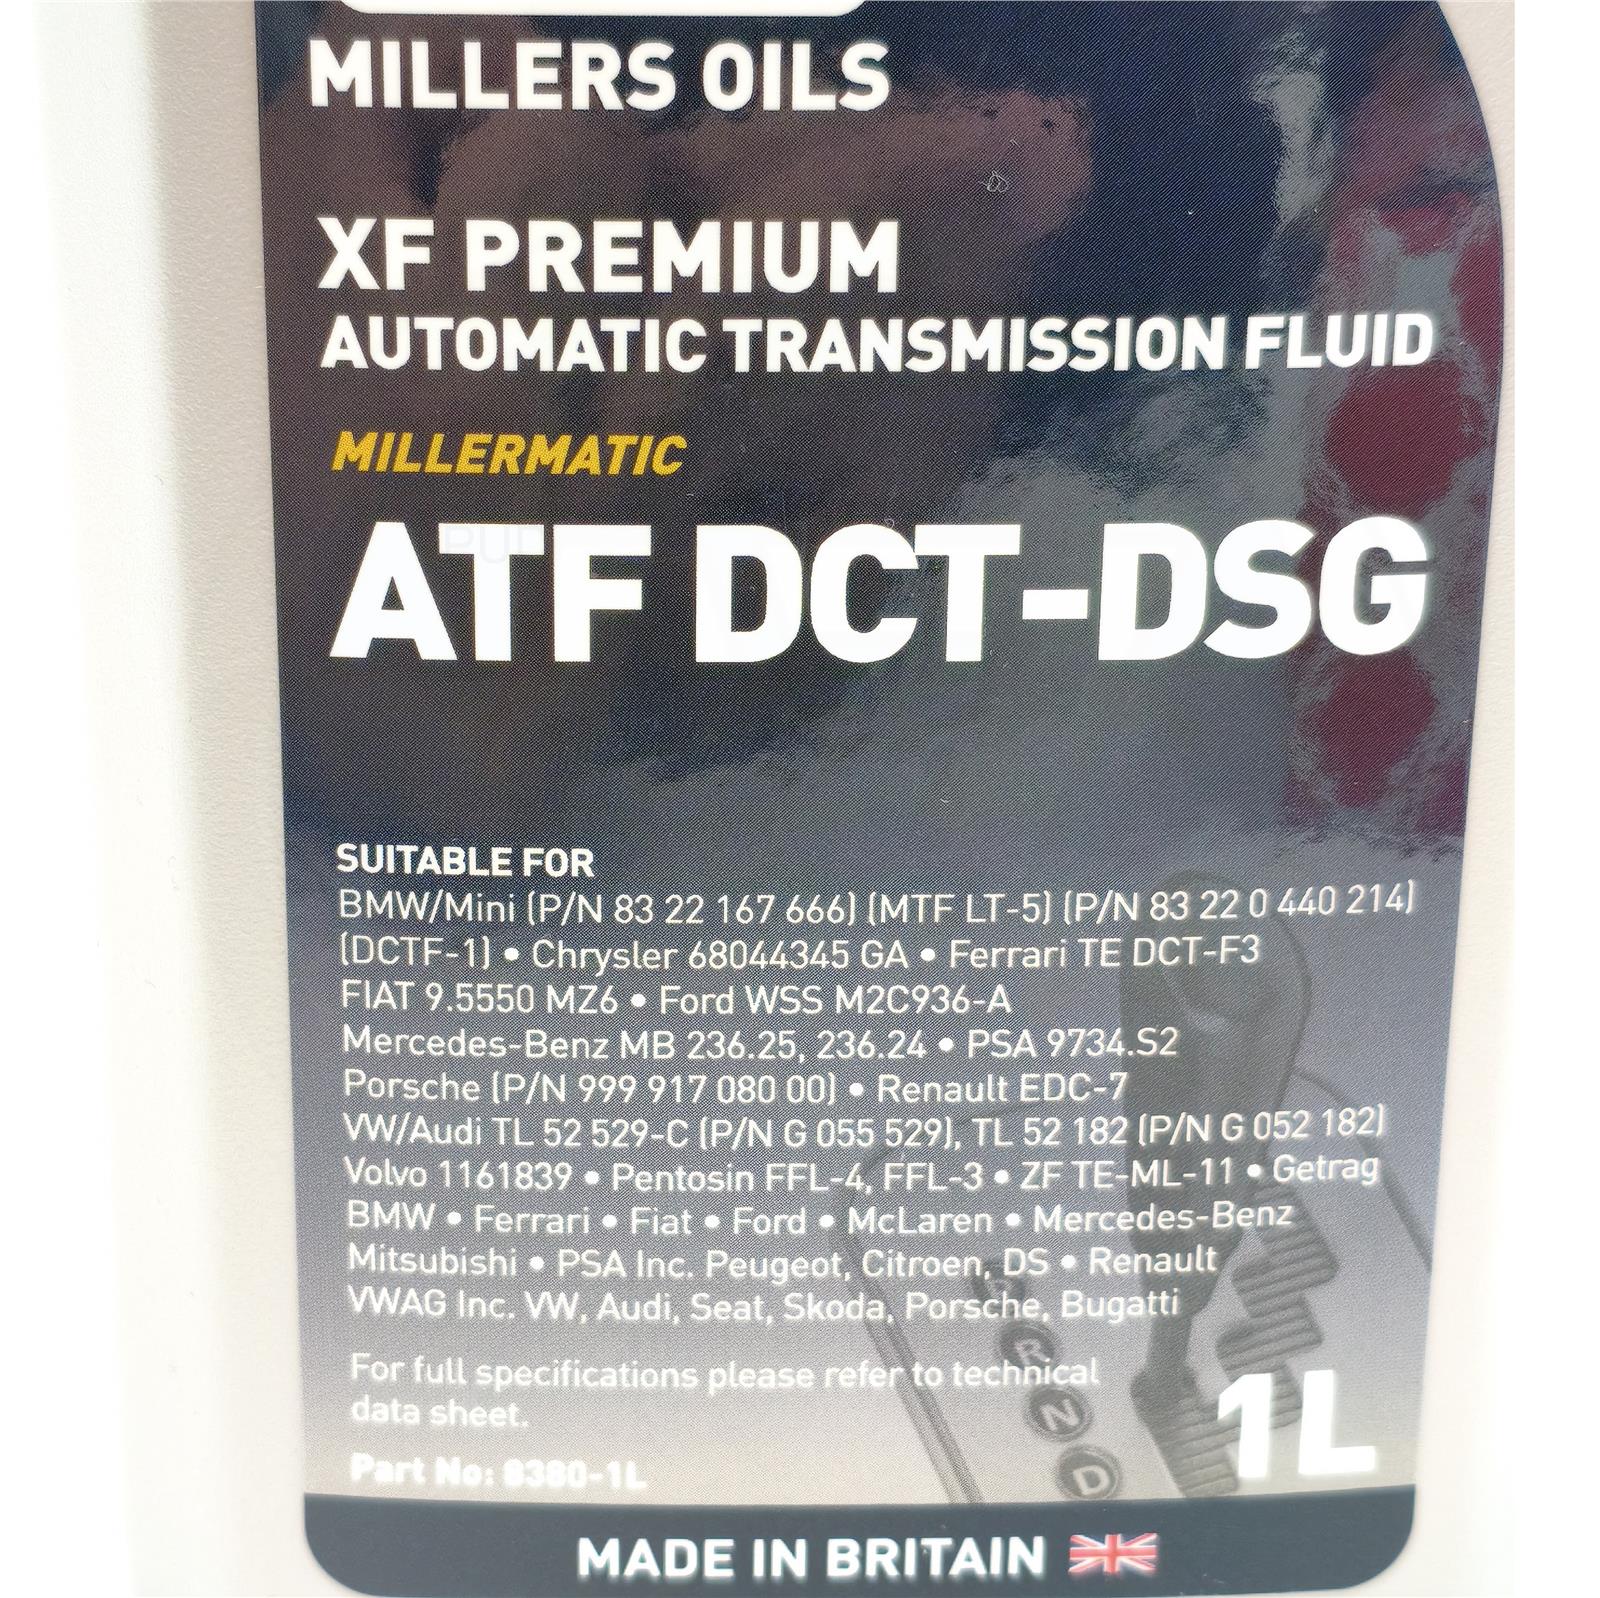 MILLERS OILS
XF PREMIUM
AUTOMATIC TRANSMISSION FLUID
MILLERMATIC
ATF DCT-DSG
SUITABLE FOR
BMW/Mini (P/N 83 22 167 666) (MTF LT-5) (P/N 83 22 0 440 214)
(DCTF-1) • Chrysler 68044345 GA • Ferrari TE DCT-F3
FIAT 9.5550 MZ6 • Ford WSS M2C936-A
Mercedes-Benz MB 236.25, 236.24 • PSA 9734.S2
Porsche (P/N 999 917 080 00) • Renault EDC-7
VW/Audi TL 52 529-C (P/N G 055 529), TL 52 182 (P/N G 052 182)
Volvo 1161839 • Pentosin FFL-4, FFL-3 • ZF TE-ML-11 • Getrag
BMW • Ferrari • Fiat • Ford • McLaren • Mercedes-Benz
Mitsubishi • PSA Inc. Peugeot, Citroen, DS • Renault
VWAG Inc. VW, Audi, Seat, Skoda, Porsche, Bugatti
For full specifications please refer to technical
data sheet.
Part No: 8380-1L
1L
R
N
D
MADE IN BRITAIN